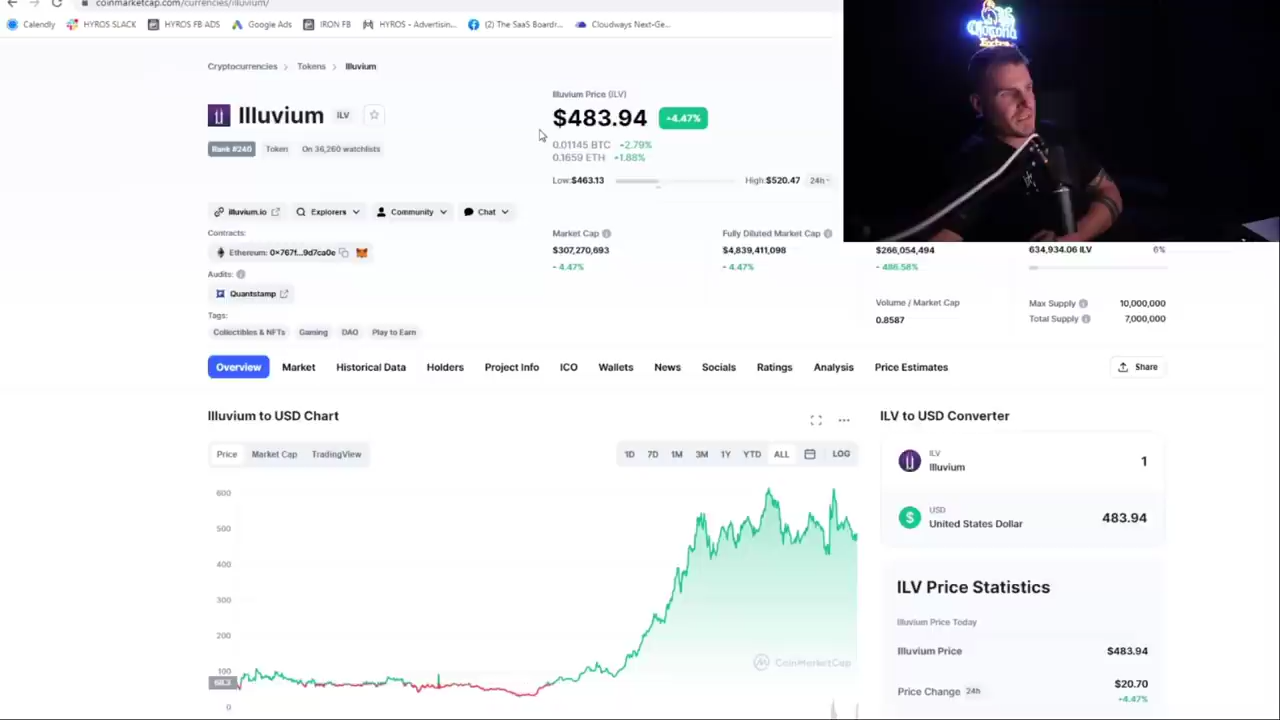 coinmarketcap.com/currencies/illuvium/
Calendly HYROS SLACK HYROS FB ADS Google Ads IRON FB HYROS - Advertisin... (2) The SaaS Boardr... Cloudways Next-Ge...
Cryptocurrencies > Tokens > Illuvium
Illuvium ILV
Rank #240 Token On 36,260 watchlists
Illuvium Price (ILV)
$483.94 4.47%
0.01145 BTC 2.79%
0.1659 ETH 1.88%
Low: $463.13 High: $520.47 24h
illuvium.io Explorers Community Chat
Contracts:
Ethereum: 0x767f...9d7ca0e
Audits:
Quantstamp
Tags:
Collectibles & NFTs Gaming DAO Play to Earn
Market Cap
$307,270,693
4.47%
Fully Diluted Market Cap
$4,839,411,098
4.47%
$266,054,494
486.58%
Volume / Market Cap
0.8587
634,934.06 ILV 6%
Max Supply 10,000,000
Total Supply 7,000,000
Overview Market Historical Data Holders Project Info ICO Wallets News Socials Ratings Analysis Price Estimates Share
Illuvium to USD Chart
Price Market Cap TradingView 1D 7D 1M 3M 1Y YTD ALL LOG
600
500
400
300
200
100
0
CoinMarketCap
ILV to USD Converter
ILV
Illuvium 1
USD
United States Dollar 483.94
ILV Price Statistics
Illuvium Price Today
Illuvium Price $483.94
Price Change 24h $20.70
4.47%